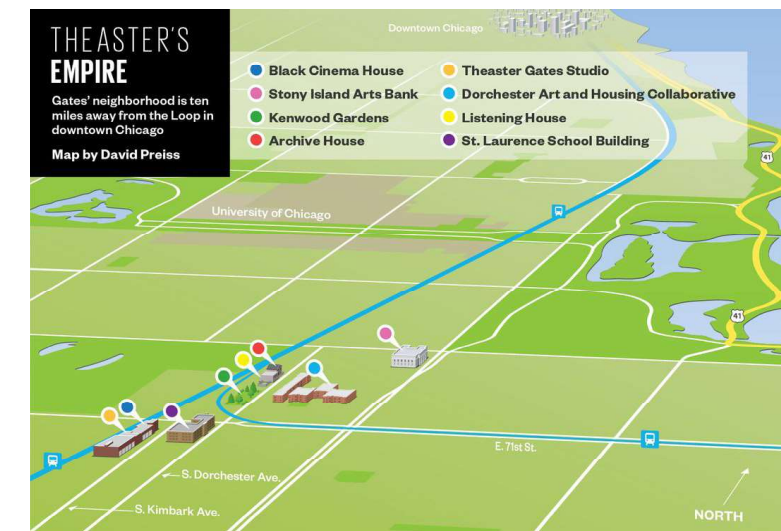 THEASTER'S
EMPIRE
Gates' neighborhood is ten
miles away from the Loop in
downtown Chicago
Map by David Preiss
Downtown Chicago
Black Cinema House
Stony Island Arts Bank
Kenwood Gardens
Archive House
Theaster Gates Studio
Dorchester Art and Housing Collaborative
Listening House
St. Laurence School Building
41
University of Chicago
41
E. 71st St.
S. Dorchester Ave.
S. Kimbark Ave.
NORTH